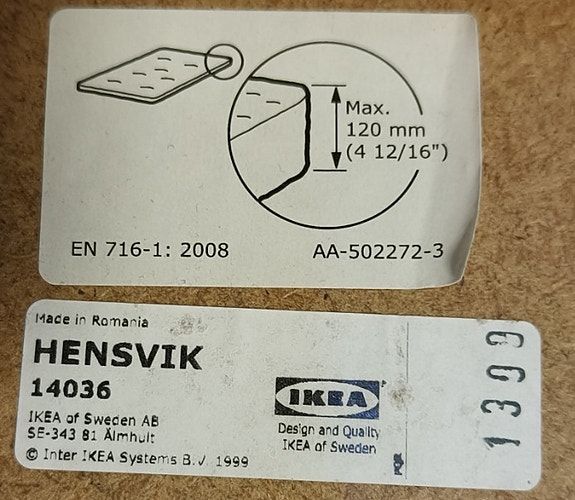 Max.
120 mm
(4 12/16")
EN 716-1: 2008 AA-502272-3
Made in Romania
HENSVIK
14036
IKEA of Sweden AB
SE-343 81 Älmhult
© Inter IKEA Systems B.V. 1999
IKEA
Design and Quality
IKEA of Sweden
1309